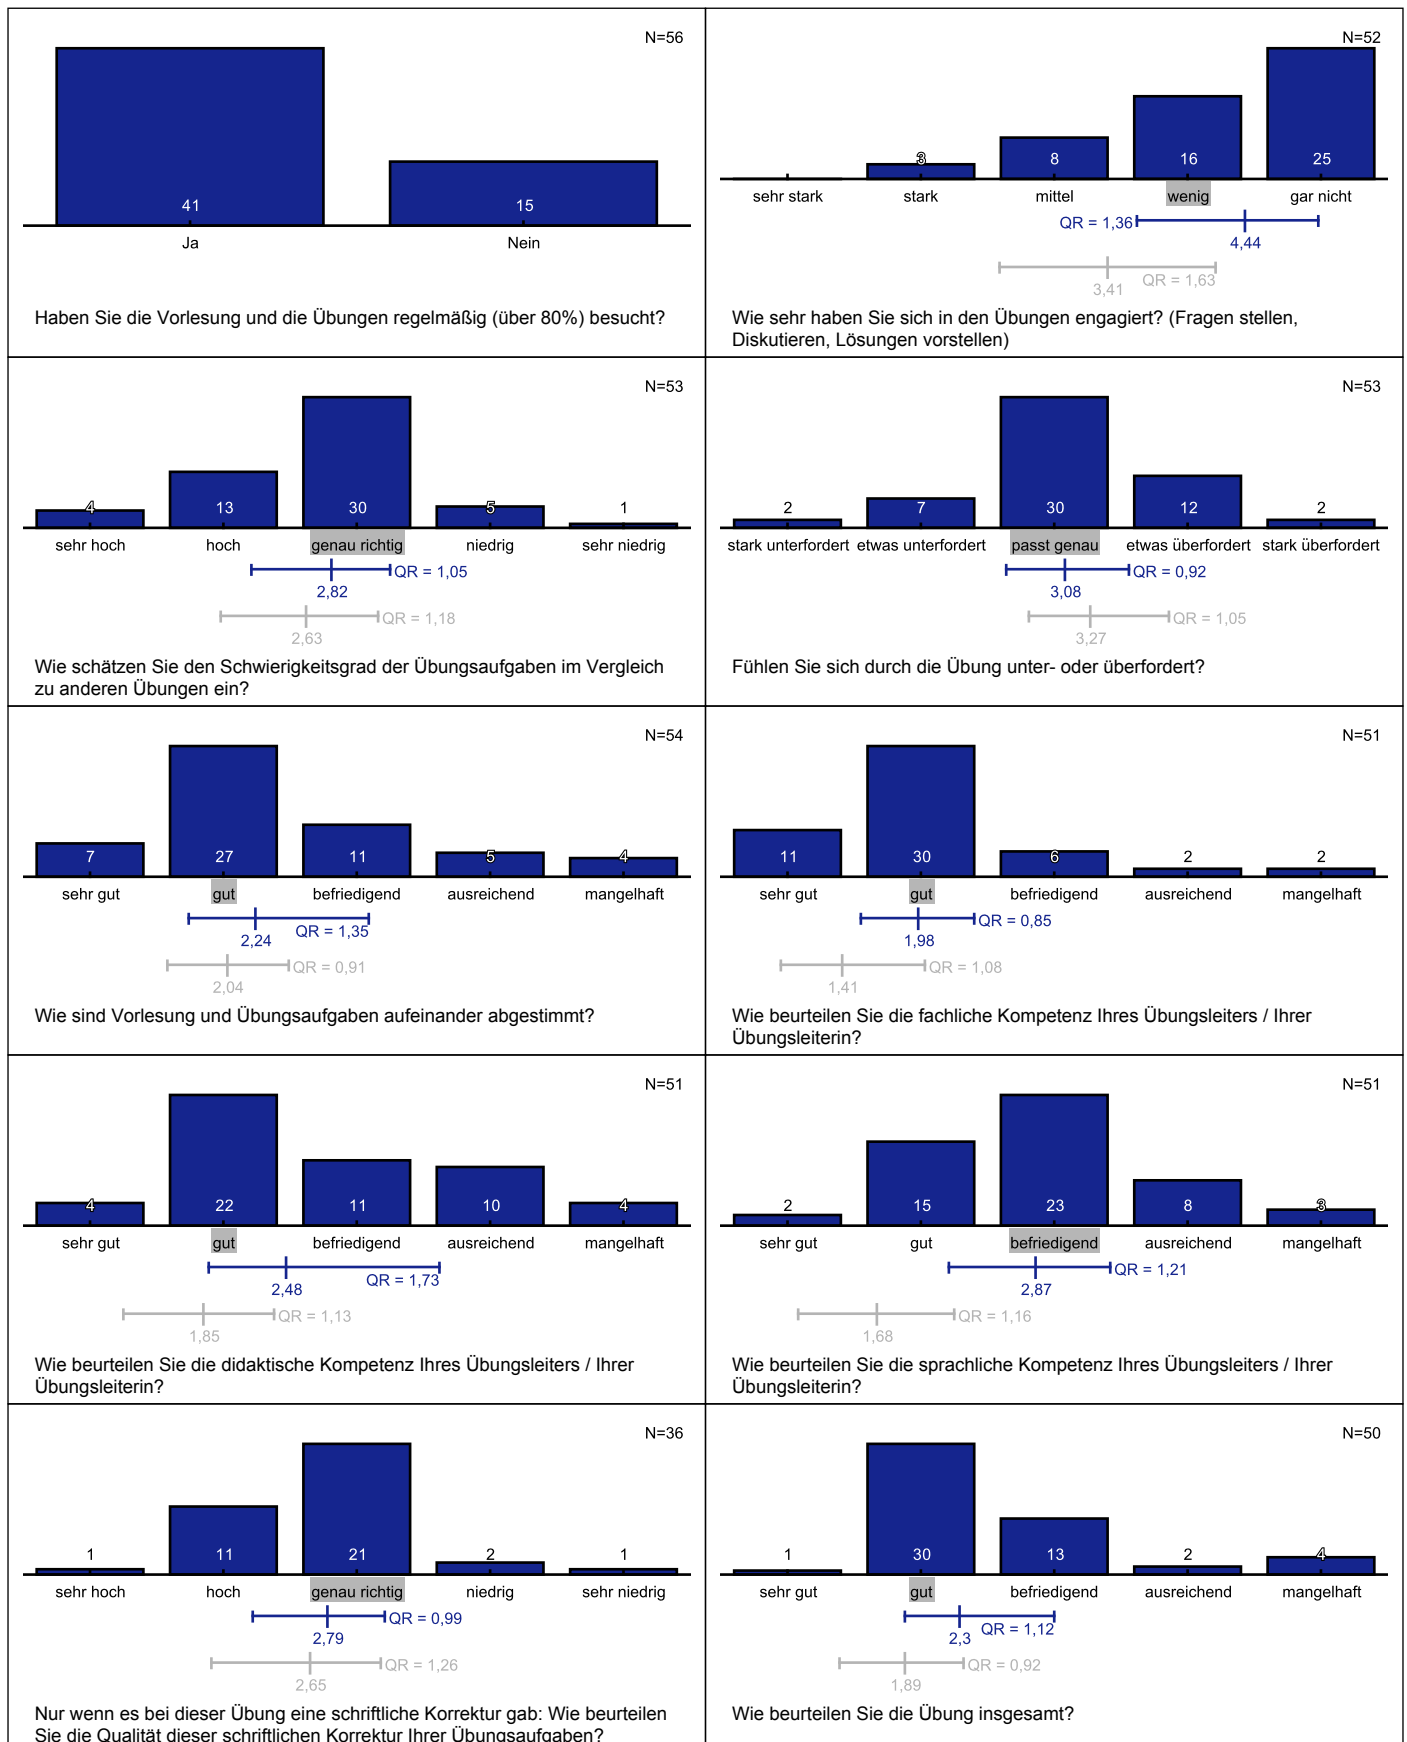 N=56
41
15
Ja
Nein
Haben Sie die Vorlesung und die Übungen regelmäßig (über 80%) besucht?
N=52
3
8
16
25
sehr stark
stark
mittel
wenig
gar nicht
QR = 1,36
4,44
QR = 1,63
3,41
Wie sehr haben Sie sich in den Übungen engagiert? (Fragen stellen,
Diskutieren, Lösungen vorstellen)
N=53
4
13
30
5
1
sehr hoch
hoch
genau richtig
niedrig
sehr niedrig
QR = 1,05
2,82
QR = 1,18
2,63
Wie schätzen Sie den Schwierigkeitsgrad der Übungsaufgaben im Vergleich
zu anderen Übungen ein?
N=53
2
7
30
12
2
stark unterfordert
etwas unterfordert
passt genau
etwas überfordert
stark überfordert
QR = 0,92
3,08
QR = 1,05
3,27
Fühlen Sie sich durch die Übung unter- oder überfordert?
N=54
7
27
11
5
4
sehr gut
gut
befriedigend
ausreichend
mangelhaft
QR = 1,35
2,24
QR = 0,91
2,04
Wie sind Vorlesung und Übungsaufgaben aufeinander abgestimmt?
N=51
11
30
6
2
2
sehr gut
gut
befriedigend
ausreichend
mangelhaft
QR = 0,85
1,98
QR = 1,08
1,41
Wie beurteilen Sie die fachliche Kompetenz Ihres Übungsleiters / Ihrer
Übungsleiterin?
N=51
4
22
11
10
4
sehr gut
gut
befriedigend
ausreichend
mangelhaft
QR = 1,73
2,48
QR = 1,13
1,85
Wie beurteilen Sie die didaktische Kompetenz Ihres Übungsleiters / Ihrer
Übungsleiterin?
N=51
2
15
23
8
3
sehr gut
gut
befriedigend
ausreichend
mangelhaft
QR = 1,21
2,87
QR = 1,16
1,68
Wie beurteilen Sie die sprachliche Kompetenz Ihres Übungsleiters / Ihrer
Übungsleiterin?
N=36
1
11
21
2
1
sehr hoch
hoch
genau richtig
niedrig
sehr niedrig
QR = 0,99
2,79
QR = 1,26
2,65
Nur wenn es bei dieser Übung eine schriftliche Korrektur gab: Wie beurteilen
Sie die Qualität dieser schriftlichen Korrektur Ihrer Übungsaufgaben?
N=50
1
30
13
2
4
sehr gut
gut
befriedigend
ausreichend
mangelhaft
QR = 1,12
2,3
QR = 0,92
1,89
Wie beurteilen Sie die Übung insgesamt?